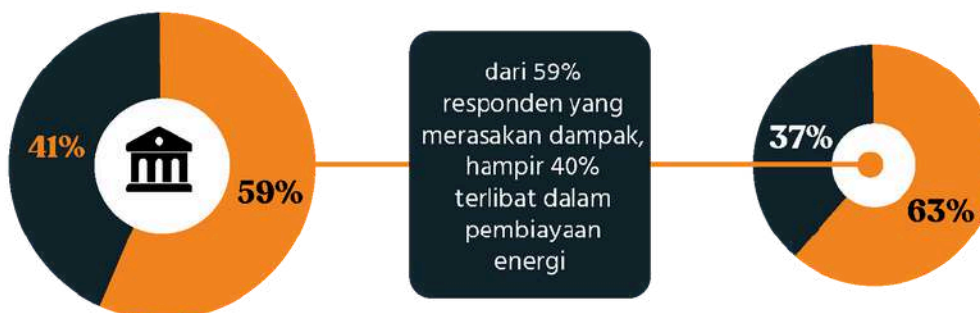 41%
59%
dari 59%
responden yang
merasakan dampak,
hampir 40%
terlibat dalam
pembiayaan
energi
37%
63%